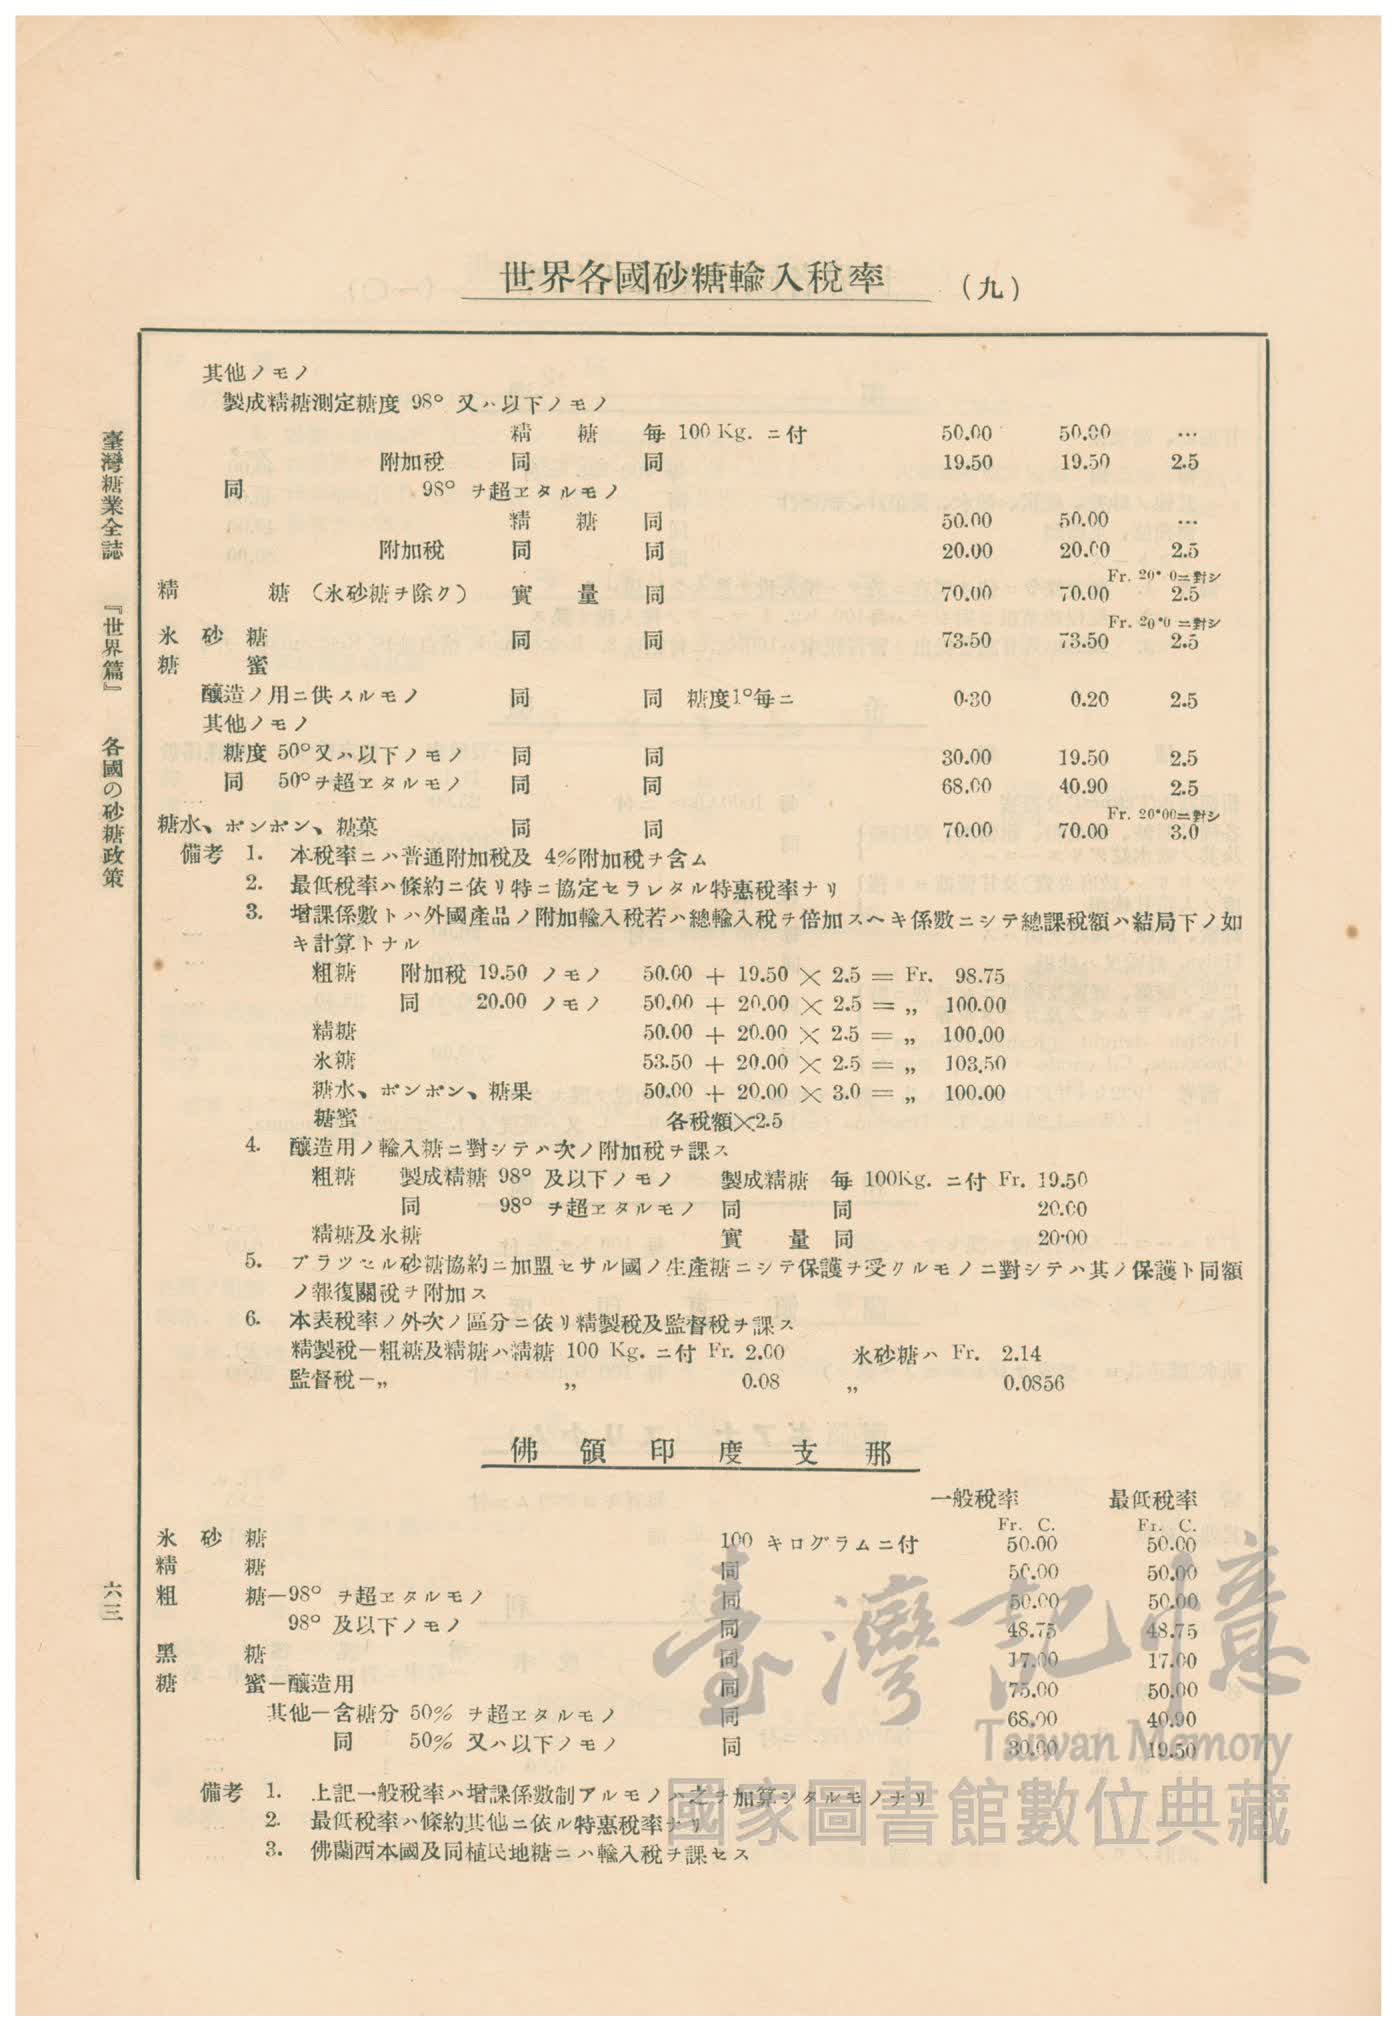 世界各國砂糖輸入稅率 (九)
臺灣糖業全誌 『世界篇』 各國の砂糖政策
六三
其他ノモノ
製成精糖測定糖度 98° 又ハ以下ノモノ
精 糖 每 100 Kg. ニ付 50.00 50.00 …
附加稅 同 同 19.50 19.50 2.5
同 98° ヲ超ヱタルモノ
精 糖 同 50.00 50.00 …
附加稅 同 同 20.00 20.00 2.5
Fr. 20・0ニ對シ
精 糖 (氷砂糖ヲ除ク) 實 量 同 70.00 70.00 2.5
Fr. 20・0 ニ對シ
氷 砂 糖 同 同 73.50 73.50 2.5
糖 蜜
釀造ノ用ニ供スルモノ 同 同 糖度1°每ニ 0.30 0.20 2.5
其他ノモノ
糖度 50°又ハ以下ノモノ 同 同 30.00 19.50 2.5
同 50°ヲ超ヱタルモノ 同 同 68.00 40.90 2.5
Fr. 20・00ニ對シ
糖水、ボンボン、糖菓 同 同 70.00 70.00 3.0
備考 1. 本稅率ニハ普通附加稅及 4%附加稅ヲ含ム
2. 最低稅率ハ條約ニ依リ特ニ協定セラレタル特惠稅率ナリ
3. 增課係數トハ外國產品ノ附加輸入稅若ハ總輸入稅ヲ倍加スヘキ係數ニシテ總課稅額ハ結局下ノ如
キ計算トナル
粗糖 附加稅 19.50 ノモノ 50.00 + 19.50 × 2.5 = Fr. 98.75
同 20.00 ノモノ 50.00 + 20.00 × 2.5 = „ 100.00
精糖 50.00 + 20.00 × 2.5 = „ 100.00
氷糖 53.50 + 20.00 × 2.5 = „ 103.50
糖水、ボンボン、糖果 50.00 + 20.00 × 3.0 = „ 100.00
糖蜜 各稅額×2.5
4. 釀造用ノ輸入糖ニ對シテハ次ノ附加稅ヲ課ス
粗糖 製成精糖 98° 及以下ノモノ 製成精糖 每 100Kg. ニ付 Fr. 19.50
同 98° ヲ超ヱタルモノ 同 同 20.00
精糖及氷糖 實 量 同 20.00
5. ブラツセル砂糖協約ニ加盟セサル國ノ生產糖ニシテ保護ヲ受クルモノニ對シテハ其ノ保護ト同額
ノ報復關稅ヲ附加ス
6. 本表稅率ノ外次ノ區分ニ依リ精製稅及監督稅ヲ課ス
精製稅—粗糖及精糖ハ精糖 100 Kg. ニ付 Fr. 2.00 氷砂糖ハ Fr. 2.14
監督稅—„ „ 0.08 „ 0.0856
佛領印度支那
一般稅率 最低稅率
Fr. C. Fr. C.
氷 砂 糖 100 キログラムニ付 50.00 50.00
精 糖 同 50.00 50.00
粗 糖—98° ヲ超ヱタルモノ 同 50.00 50.00
98° 及以下ノモノ 同 48.75 48.75
黑 糖 同 17.00 17.00
糖 蜜—釀造用 同 75.00 50.00
其他—含糖分 50% ヲ超ヱタルモノ 同 68.00 40.90
同 50% 又ハ以下ノモノ 同 30.00 19.50
備考 1. 上記一般稅率ハ增課係數制アルモノハ之ヲ加算シタルモノナリ
2. 最低稅率ハ條約其他ニ依ル特惠稅率ナリ
3. 佛蘭西本國及同植民地糖ニハ輸入稅ヲ課セス
臺灣記憶
Taiwan Memory
國家圖書館數位典藏